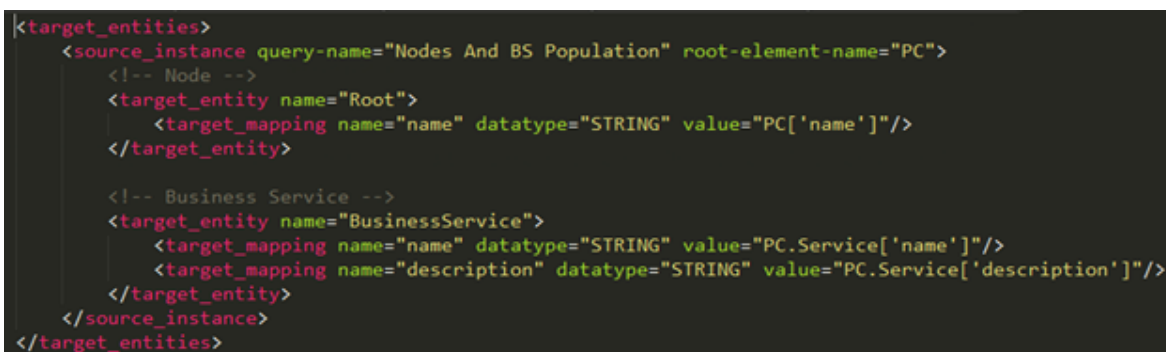 <target_entities>
<source_instance query-name="Nodes And BS Population" root-element-name="PC">
<!-- Node -->
<target_entity name="Root">
<target_mapping name="name" datatype="STRING" value="PC['name']"/>
</target_entity>
<!-- Business Service -->
<target_entity name="BusinessService">
<target_mapping name="name" datatype="STRING" value="PC.Service['name']"/>
<target_mapping name="description" datatype="STRING" value="PC.Service['description']"/>
</target_entity>
</source_instance>
</target_entities>